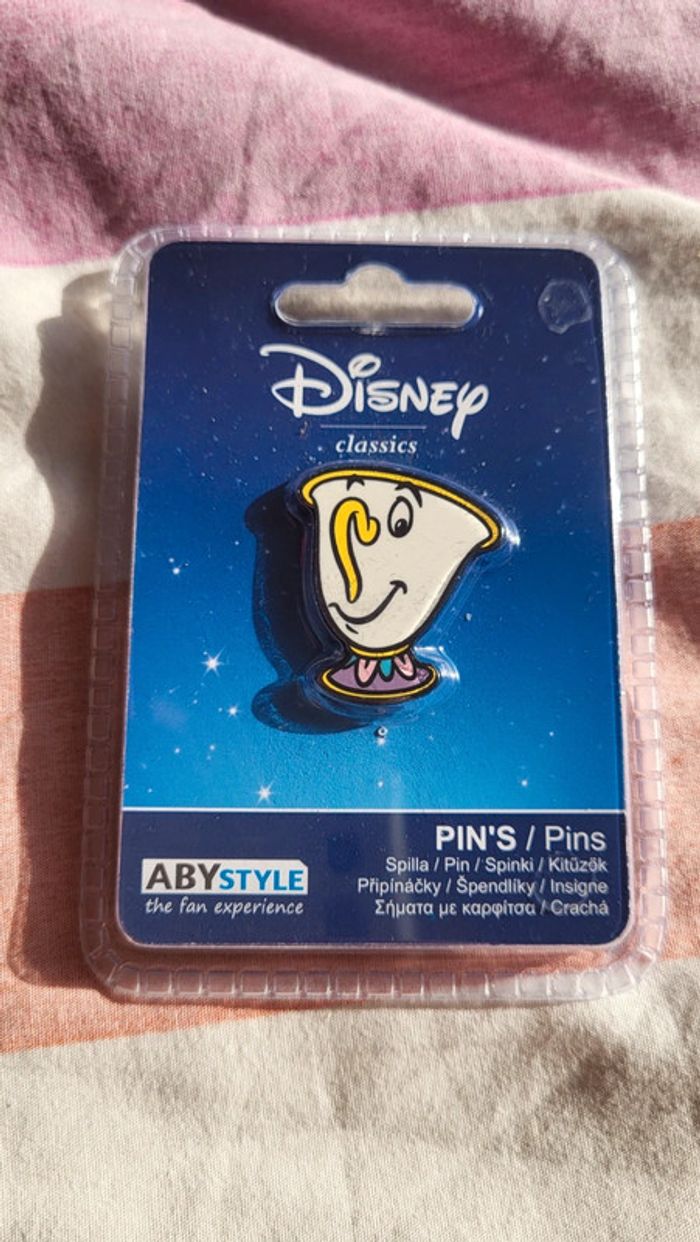 Disney
classics
PIN'S / Pins
Spilla / Pin / Spinki / Kitűzők
Připínáčky / Špendlíky / Insigne
Σήματα με καρφίτσα / Crachá
ABYSTYLE
the fan experience